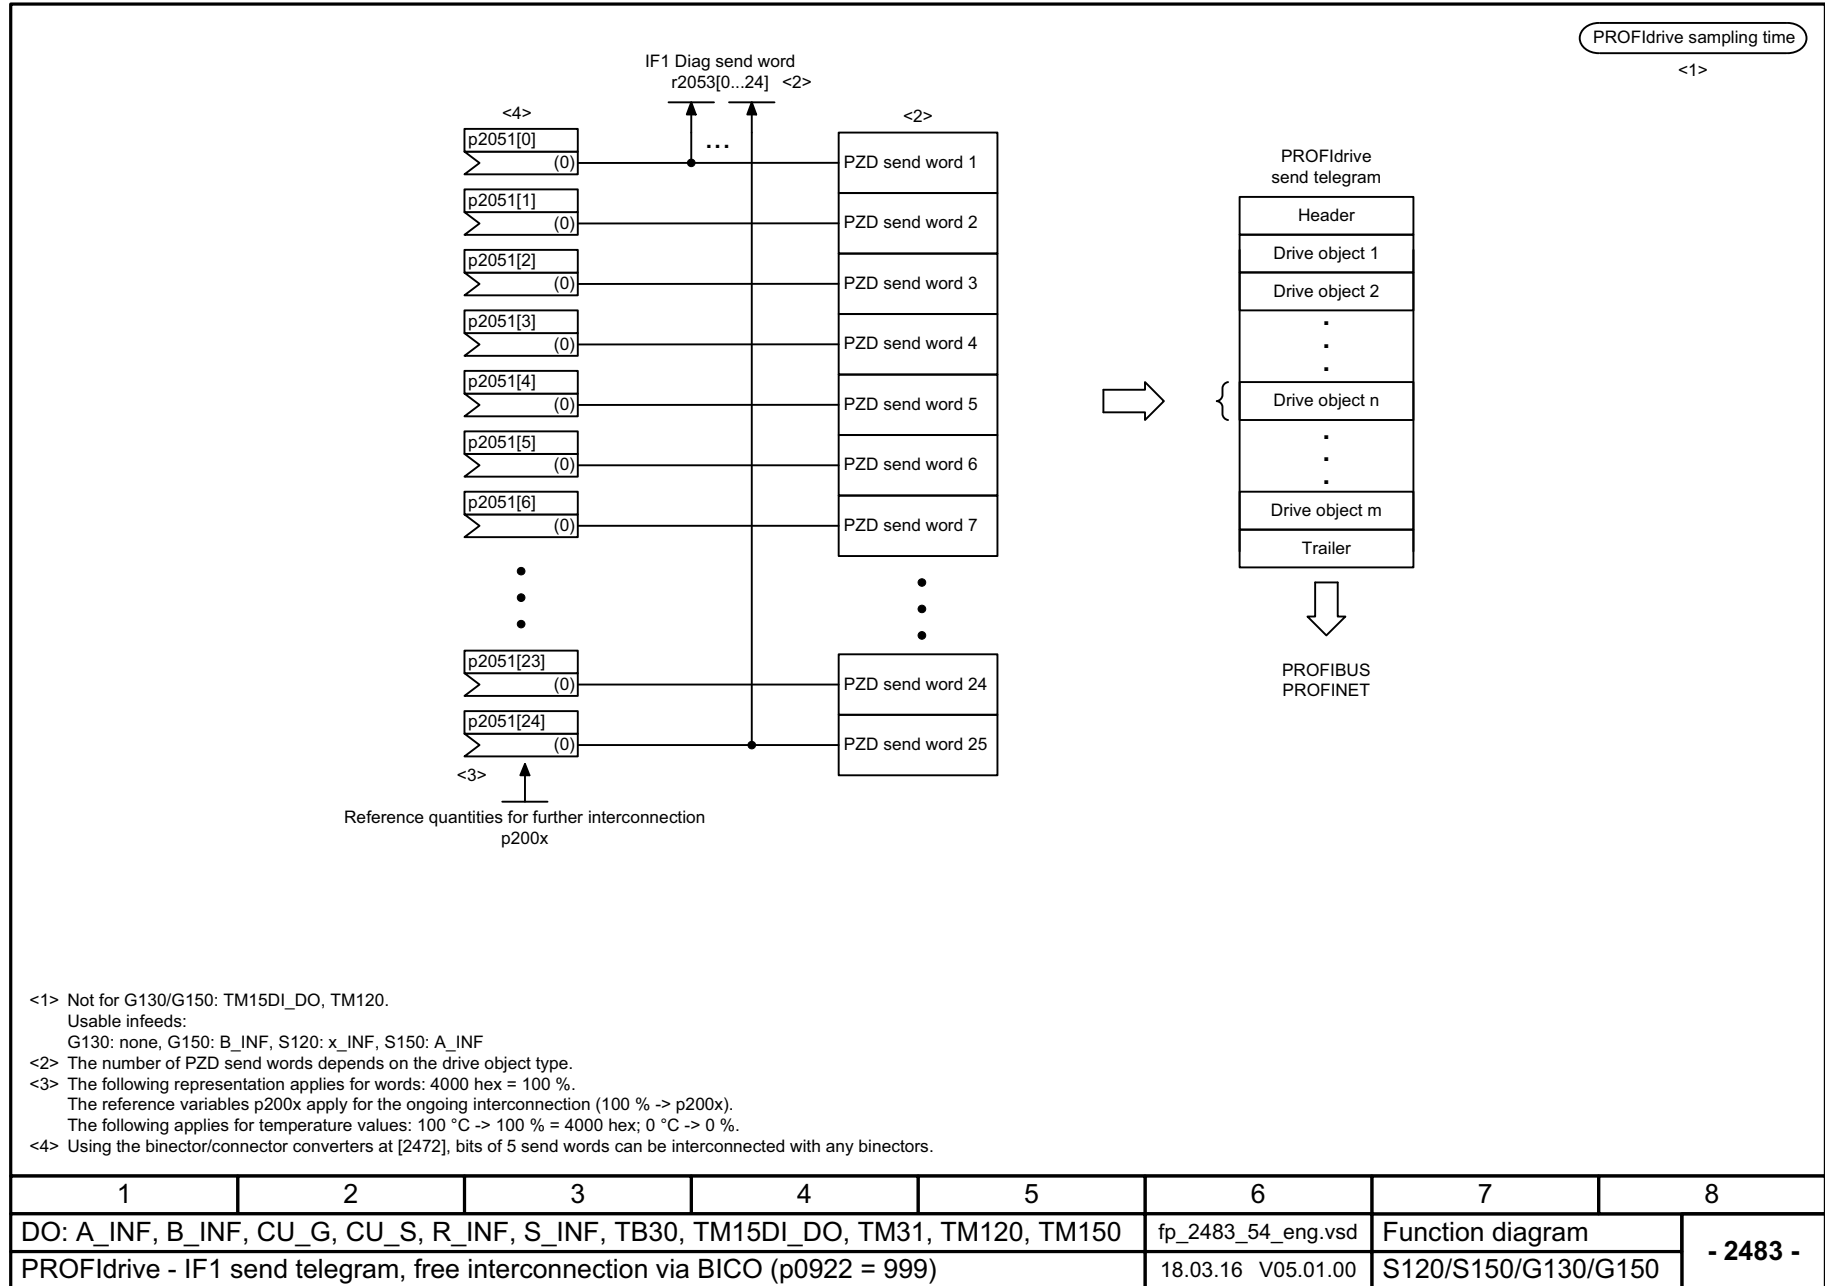 PROFIdrive sampling time
<1>
IF1 Diag send word
r2053[0...24] <2>
<4>
<2>
...
p2051[0]
(0)
PZD send word 1
p2051[1]
(0)
PZD send word 2
p2051[2]
(0)
PZD send word 3
p2051[3]
(0)
PZD send word 4
p2051[4]
(0)
PZD send word 5
p2051[5]
(0)
PZD send word 6
p2051[6]
(0)
PZD send word 7
p2051[23]
(0)
PZD send word 24
p2051[24]
(0)
PZD send word 25
<3>
Reference quantities for further interconnection
p200x
PROFIdrive
send telegram
Header
Drive object 1
Drive object 2
Drive object n
Drive object m
Trailer
PROFIBUS
PROFINET
<1> Not for G130/G150: TM15DI_DO, TM120.
Usable infeeds:
G130: none, G150: B_INF, S120: x_INF, S150: A_INF
<2> The number of PZD send words depends on the drive object type.
<3> The following representation applies for words: 4000 hex = 100 %.
The reference variables p200x apply for the ongoing interconnection (100 % -> p200x).
The following applies for temperature values: 100 °C -> 100 % = 4000 hex; 0 °C -> 0 %.
<4> Using the binector/connector converters at [2472], bits of 5 send words can be interconnected with any binectors.
1 2 3 4 5 6 7 8
DO: A_INF, B_INF, CU_G, CU_S, R_INF, S_INF, TB30, TM15DI_DO, TM31, TM120, TM150
fp_2483_54_eng.vsd
Function diagram
- 2483 -
PROFIdrive - IF1 send telegram, free interconnection via BICO (p0922 = 999)
18.03.16 V05.01.00
S120/S150/G130/G150